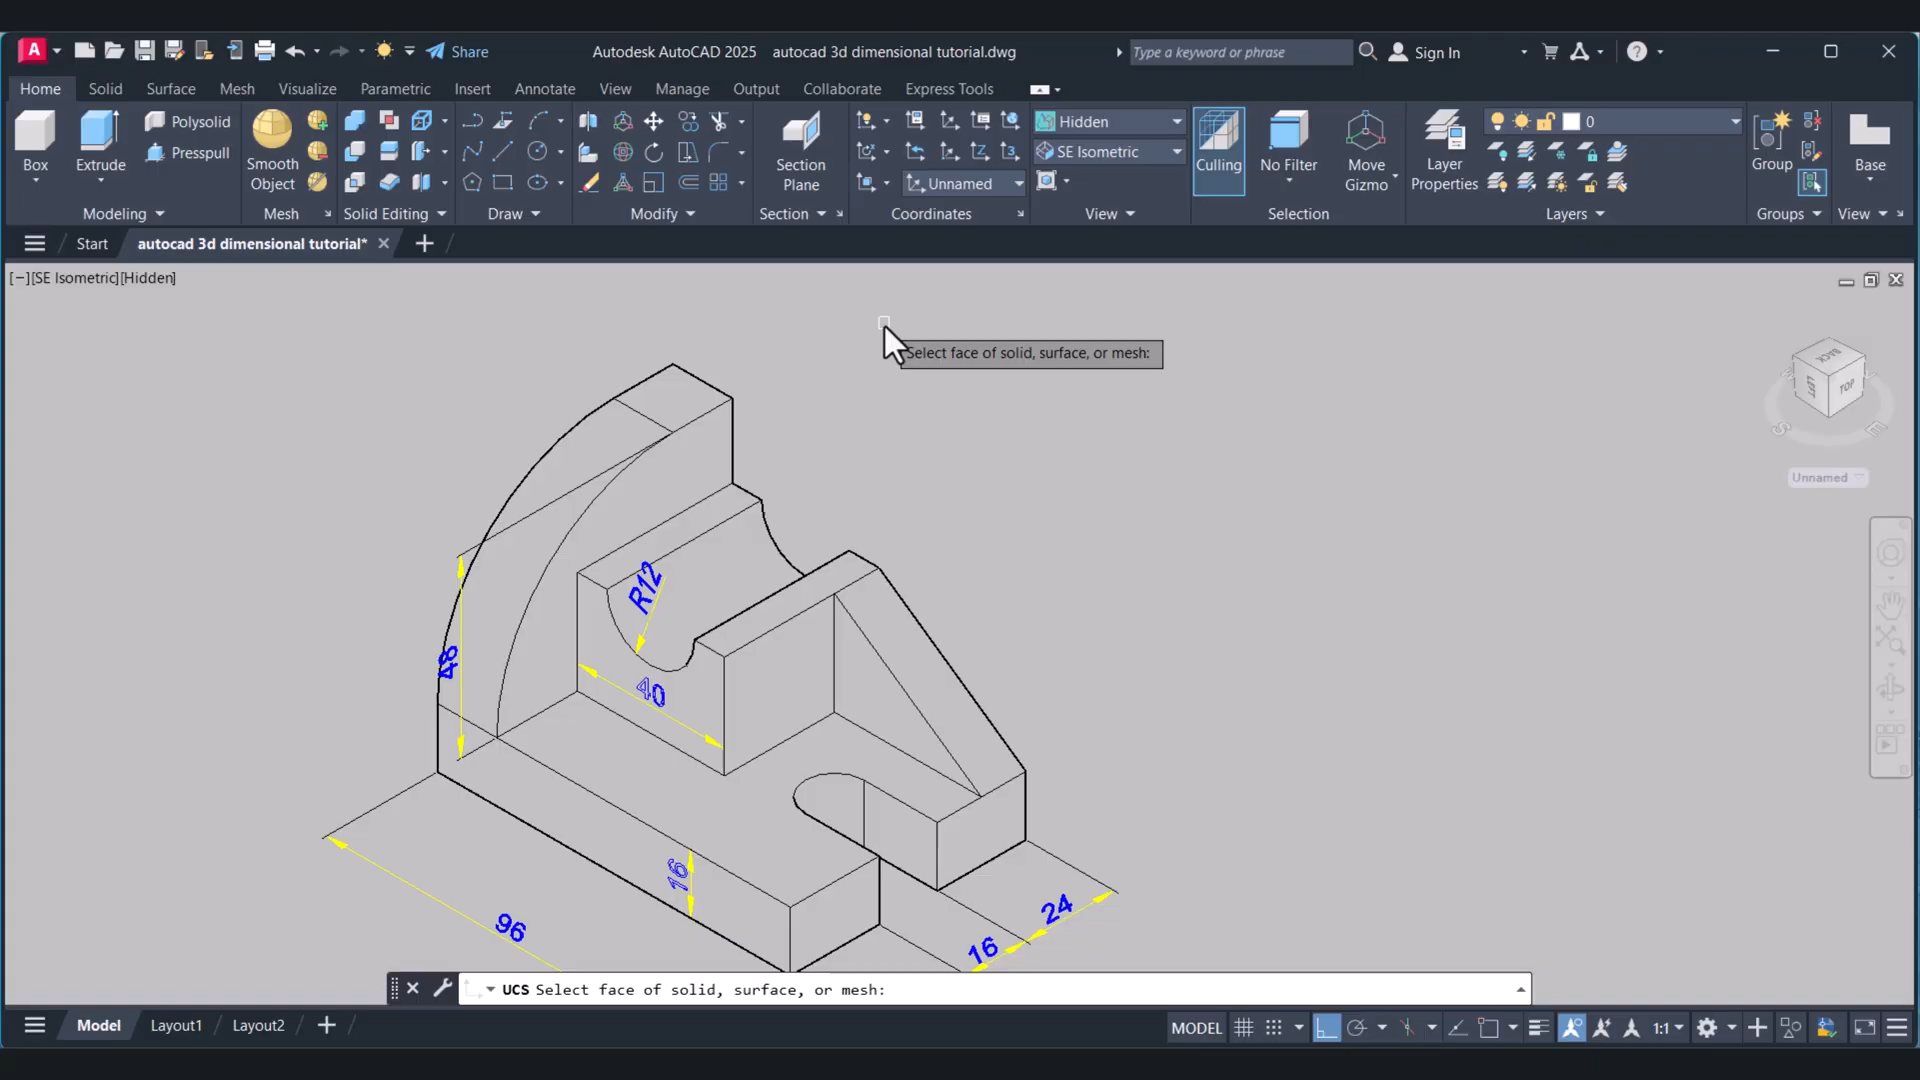 A Share Autodesk AutoCAD 2025 autocad 3d dimensional tutorial.dwg Type a keyword or phrase Sign In
Home Solid Surface Mesh Visualize Parametric Insert Annotate View Manage Output Collaborate Express Tools
Box
Extrude
Polysolid
Presspull
Modeling
Smooth
Object
Mesh
Solid Editing
Draw
Modify
Section
Plane
Section
Unnamed
Coordinates
Hidden
SE Isometric
View
Culling
No Filter
Move
Gizmo
Selection
Layer
Properties
0
Layers
Group
Groups
Base
View
Start autocad 3d dimensional tutorial*
[−][SE Isometric][Hidden]
Select face of solid, surface, or mesh:
BACK
LEFT
TOP
S
E
Unnamed
R12
48
40
16
96
24
16
UCS Select face of solid, surface, or mesh:
Model Layout1 Layout2 MODEL 1:1